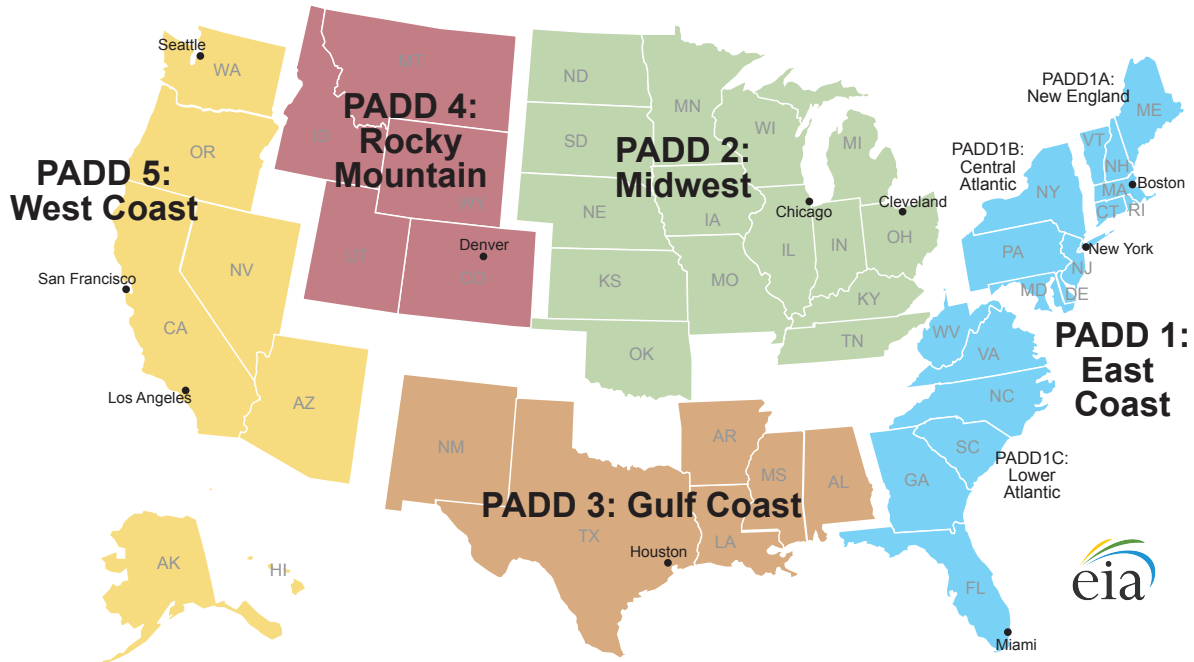 Seattle
WA
OR
PADD 5:
West Coast
San Francisco
NV
CA
Los Angeles
AZ
AK
HI
MT
PADD 4:
Rocky
Mountain
ID
WY
UT
Denver
CO
ND
MN
SD
WI
MI
PADD 2:
Midwest
NE
IA
Chicago
Cleveland
IL
IN
OH
KS
MO
KY
TN
OK
NM
AR
MS
AL
PADD 3: Gulf Coast
TX
LA
Houston
PADD1A:
New England
ME
PADD1B:
Central
Atlantic
VT
NH
NY
MA
Boston
CT
RI
PA
New York
NJ
MD
DE
WV
VA
PADD 1:
East
Coast
NC
SC
PADD1C:
Lower
Atlantic
GA
FL
Miami
eia